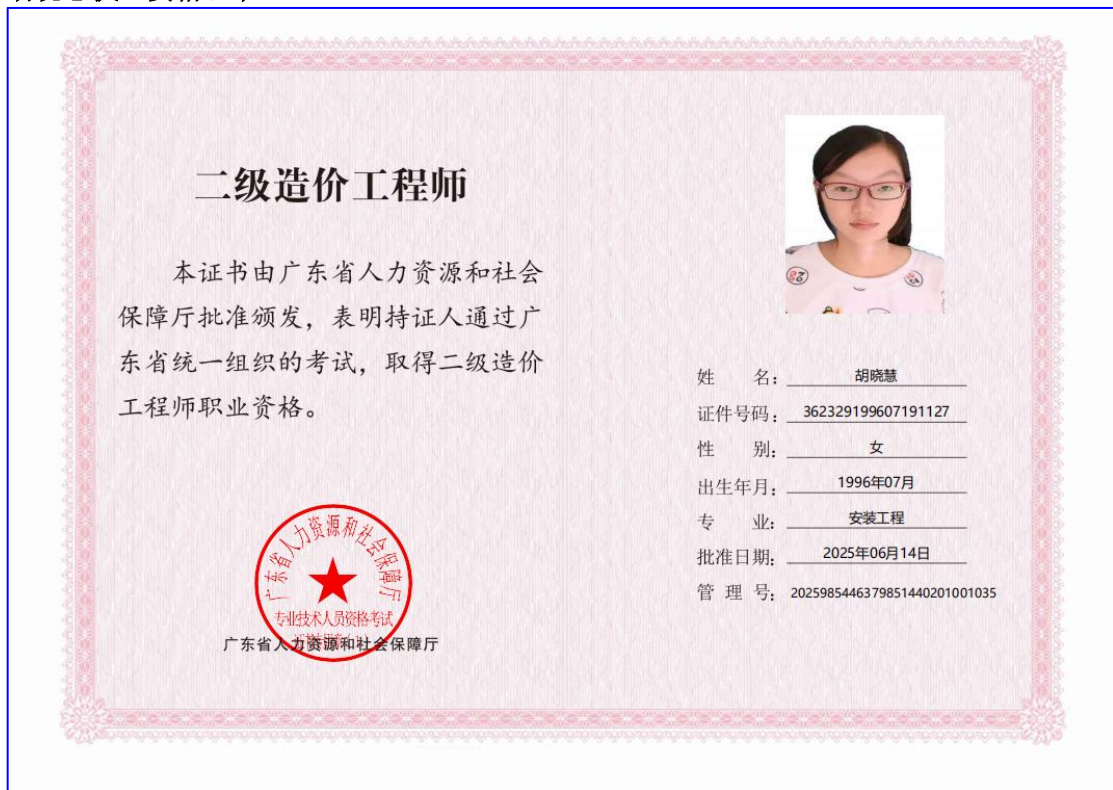 二级造价工程师
本证书由广东省人力资源和社会
保障厅批准颁发，表明持证人通过广
东省统一组织的考试，取得二级造价
工程师职业资格。
广东省人力资源和社会保障厅
专业技术人员资格考试
广东省人力资源和社会保障厅
姓名：胡晓慧
证件号码：362329199607191127
性别：女
出生年月：1996年07月
专业：安装工程
批准日期：2025年06月14日
管理号：2025985446379851440201001035